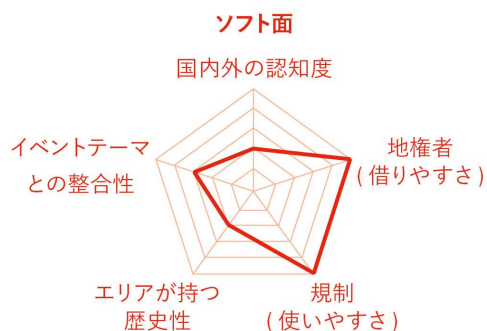 ソフト面
国内外の認知度
イベントテーマ
との整合性
地権者
(借りやすさ)
エリアが持つ
歴史性
規制
(使いやすさ)